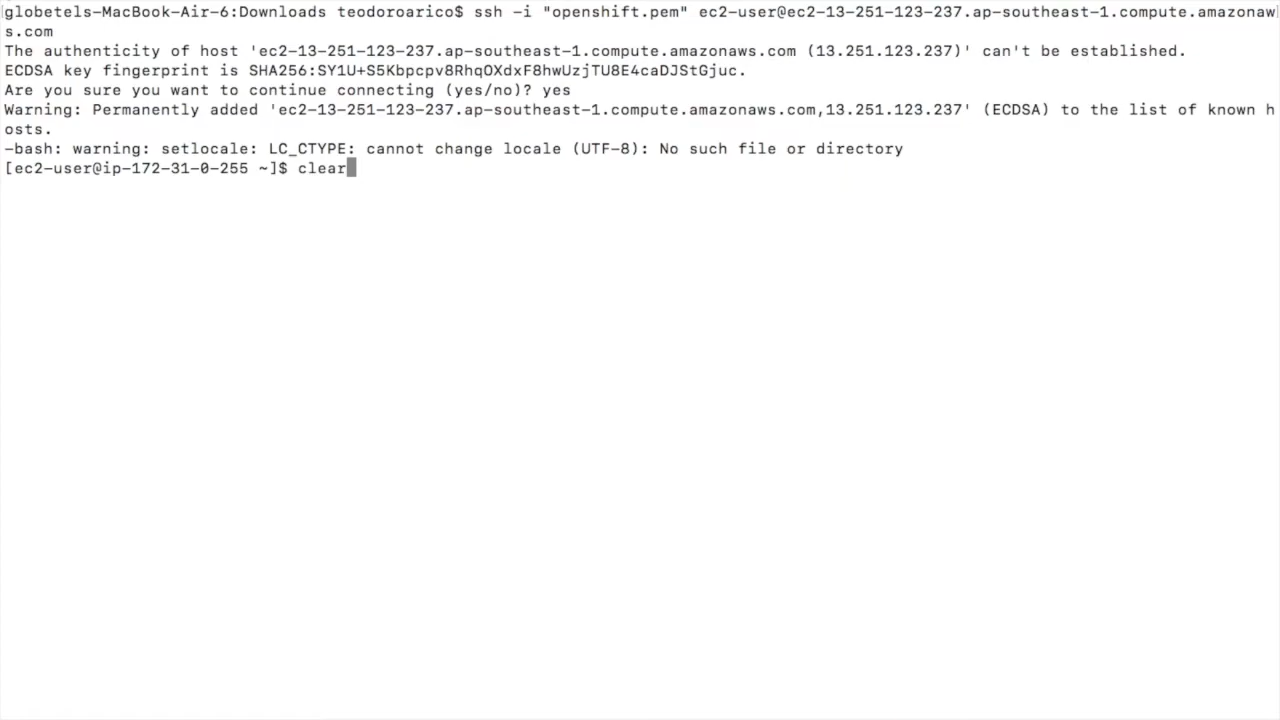 globetels-MacBook-Air-6:Downloads teodoroarico$ ssh -i "openshift.pem" ec2-user@ec2-13-251-123-237.ap-southeast-1.compute.amazonaw
s.com
The authenticity of host 'ec2-13-251-123-237.ap-southeast-1.compute.amazonaws.com (13.251.123.237)' can't be established.
ECDSA key fingerprint is SHA256:SY1U+S5Kbpcpv8RhqOXdxF8hwUzjTU8E4caDJStGjuc.
Are you sure you want to continue connecting (yes/no)? yes
Warning: Permanently added 'ec2-13-251-123-237.ap-southeast-1.compute.amazonaws.com,13.251.123.237' (ECDSA) to the list of known h
osts.
-bash: warning: setlocale: LC_CTYPE: cannot change locale (UTF-8): No such file or directory
[ec2-user@ip-172-31-0-255 ~]$ clear